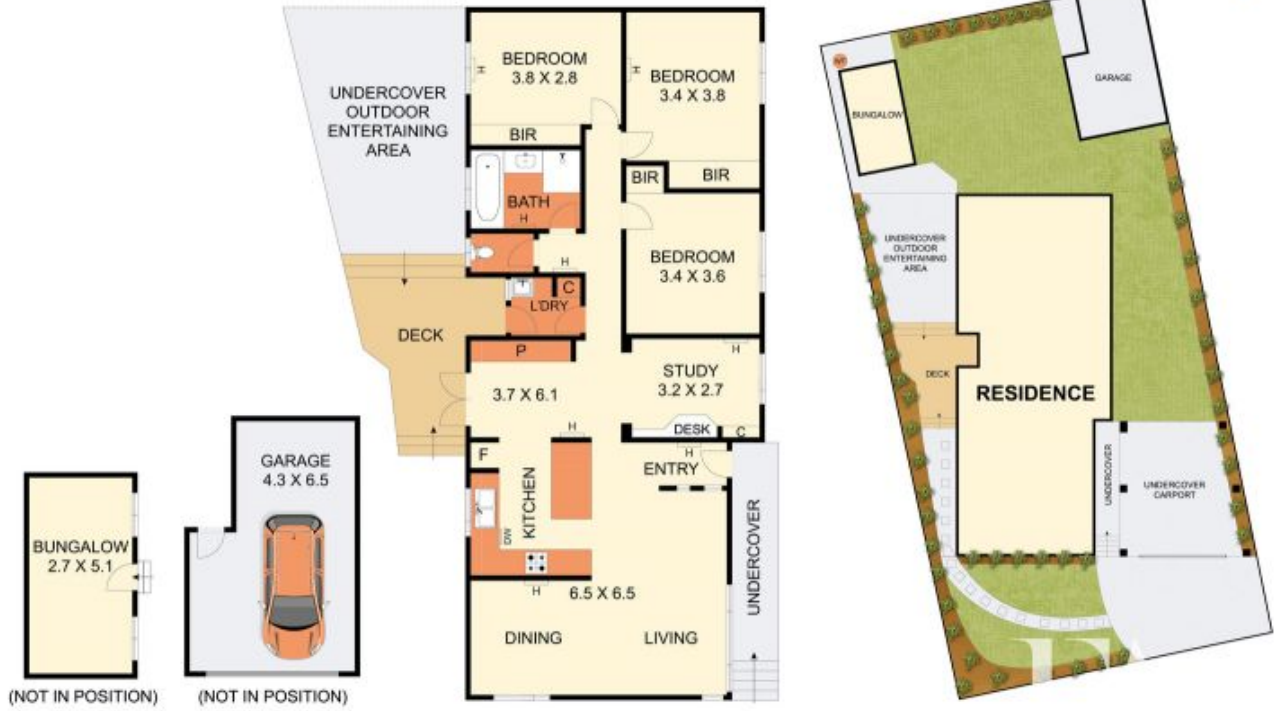 UNDERCOVER
OUTDOOR
ENTERTAINING
AREA
BEDROOM
3.8 X 2.8
H
BIR
BEDROOM
3.4 X 3.8
H
BIR
BIR
BATH
H
H
BEDROOM
3.4 X 3.6
C
L'DRY
DECK
P
3.7 X 6.1
H
STUDY
3.2 X 2.7
H
DESK
C
F
KITCHEN
DW
H
ENTRY
H
6.5 X 6.5
DINING
LIVING
UNDERCOVER
BUNGALOW
2.7 X 5.1
(NOT IN POSITION)
GARAGE
4.3 X 6.5
(NOT IN POSITION)
BUNGALOW
GARAGE
UNDERCOVER
OUTDOOR
ENTERTAINING
AREA
DECK
RESIDENCE
UNDERCOVER
UNDERCOVER
CARPORT